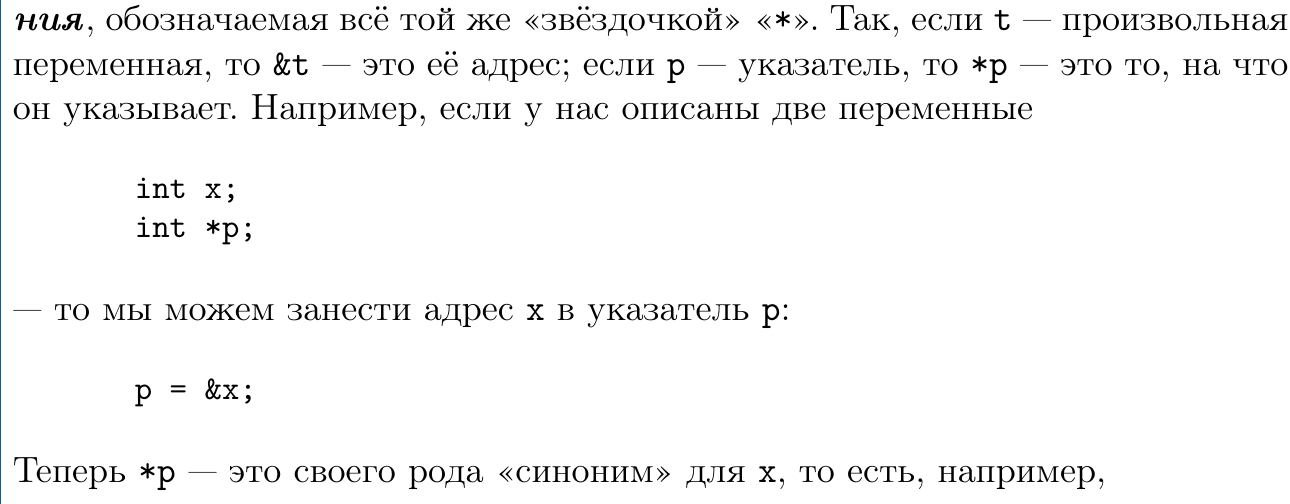 ния, обозначаемая всё той же «звёздочкой» «*». Так, если t — произвольная
переменная, то &t — это её адрес; если p — указатель, то *p — это то, на что
он указывает. Например, если у нас описаны две переменные
int x;
int *p;
— то мы можем занести адрес x в указатель p:
p = &x;
Теперь *p — это своего рода «синоним» для x, то есть, например,